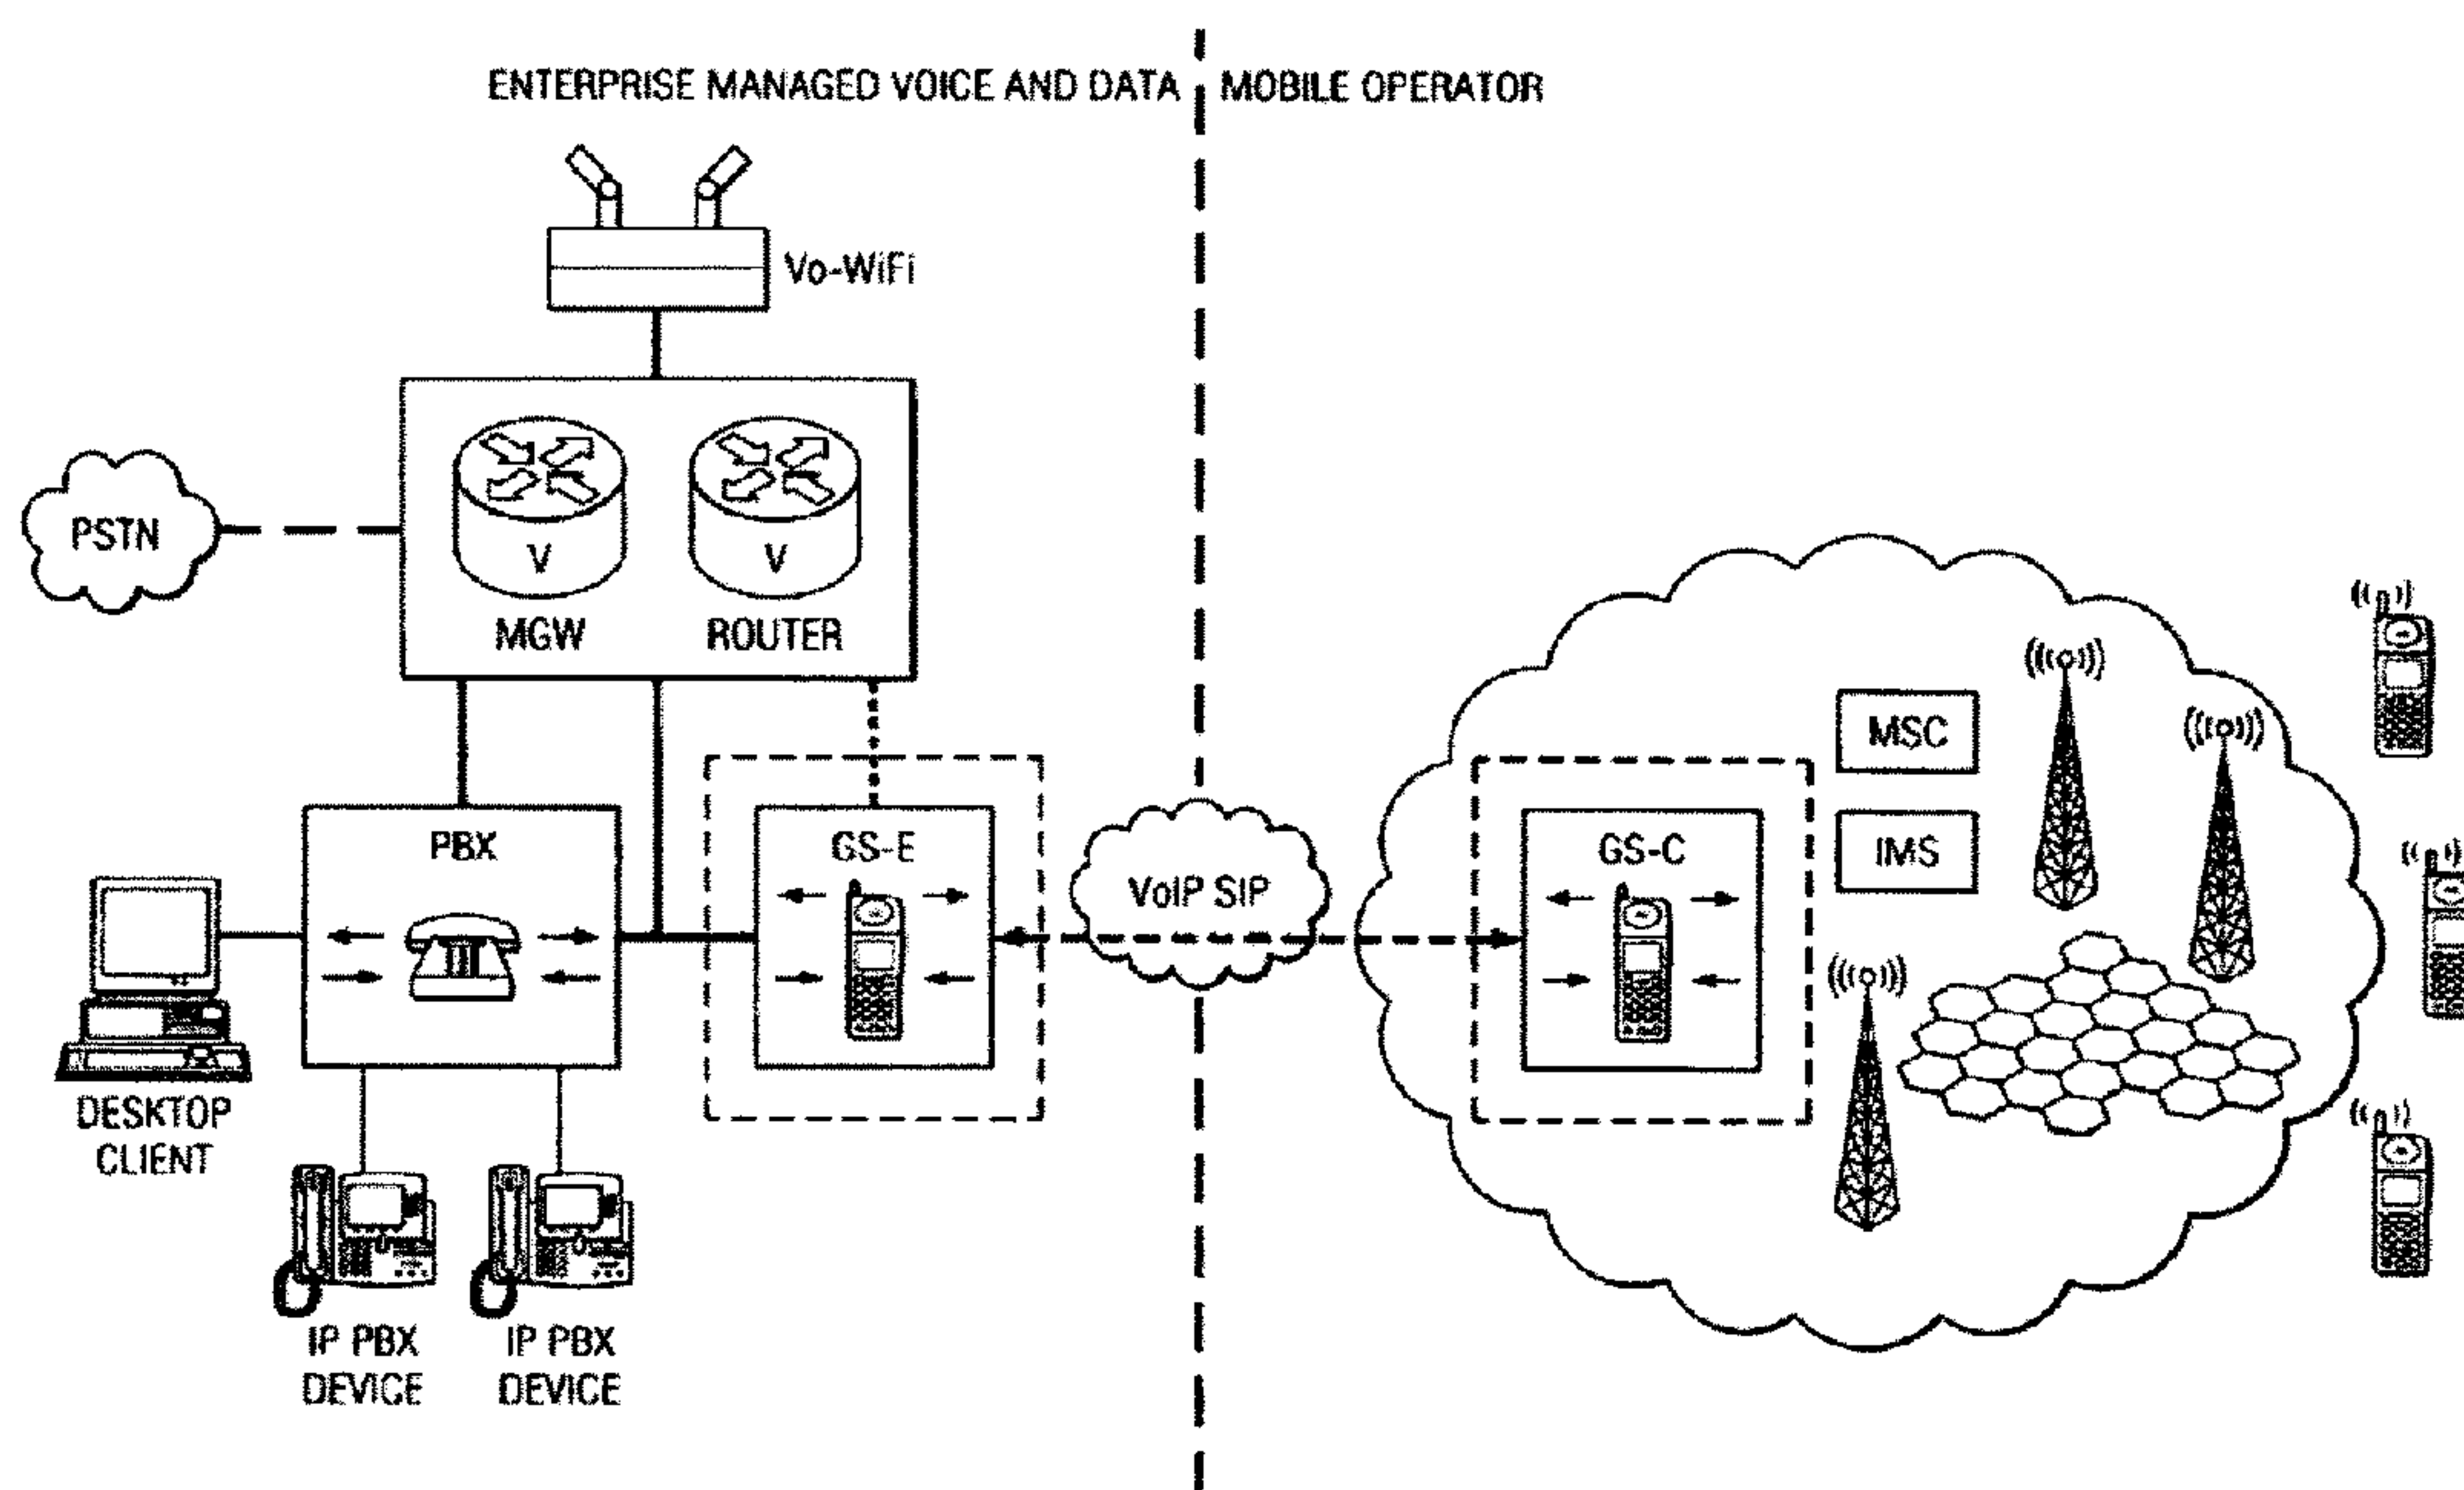 ENTERPRISE MANAGED VOICE AND DATA
MOBILE OPERATOR
Vo-WiFi
PSTN
V
V
MGW
ROUTER
PBX
GS-E
VoIP SIP
GS-C
MSC
IMS
DESKTOP
CLIENT
IP PBX
DEVICE
IP PBX
DEVICE